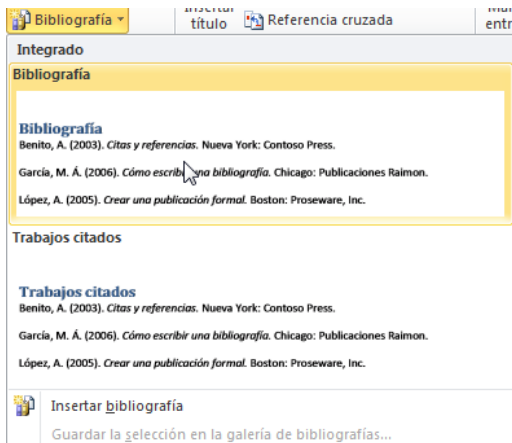 Bibliografía
título
Referencia cruzada
Integrado
Bibliografía
Bibliografía
Benito, A. (2003). Citas y referencias. Nueva York: Contoso Press.
García, M. Á. (2006). Cómo escribir una bibliografía. Chicago: Publicaciones Raimon.
López, A. (2005). Crear una publicación formal. Boston: Proseware, Inc.
Trabajos citados
Trabajos citados
Benito, A. (2003). Citas y referencias. Nueva York: Contoso Press.
García, M. Á. (2006). Cómo escribir una bibliografía. Chicago: Publicaciones Raimon.
López, A. (2005). Crear una publicación formal. Boston: Proseware, Inc.
Insertar bibliografía
Guardar la selección en la galería de bibliografías...